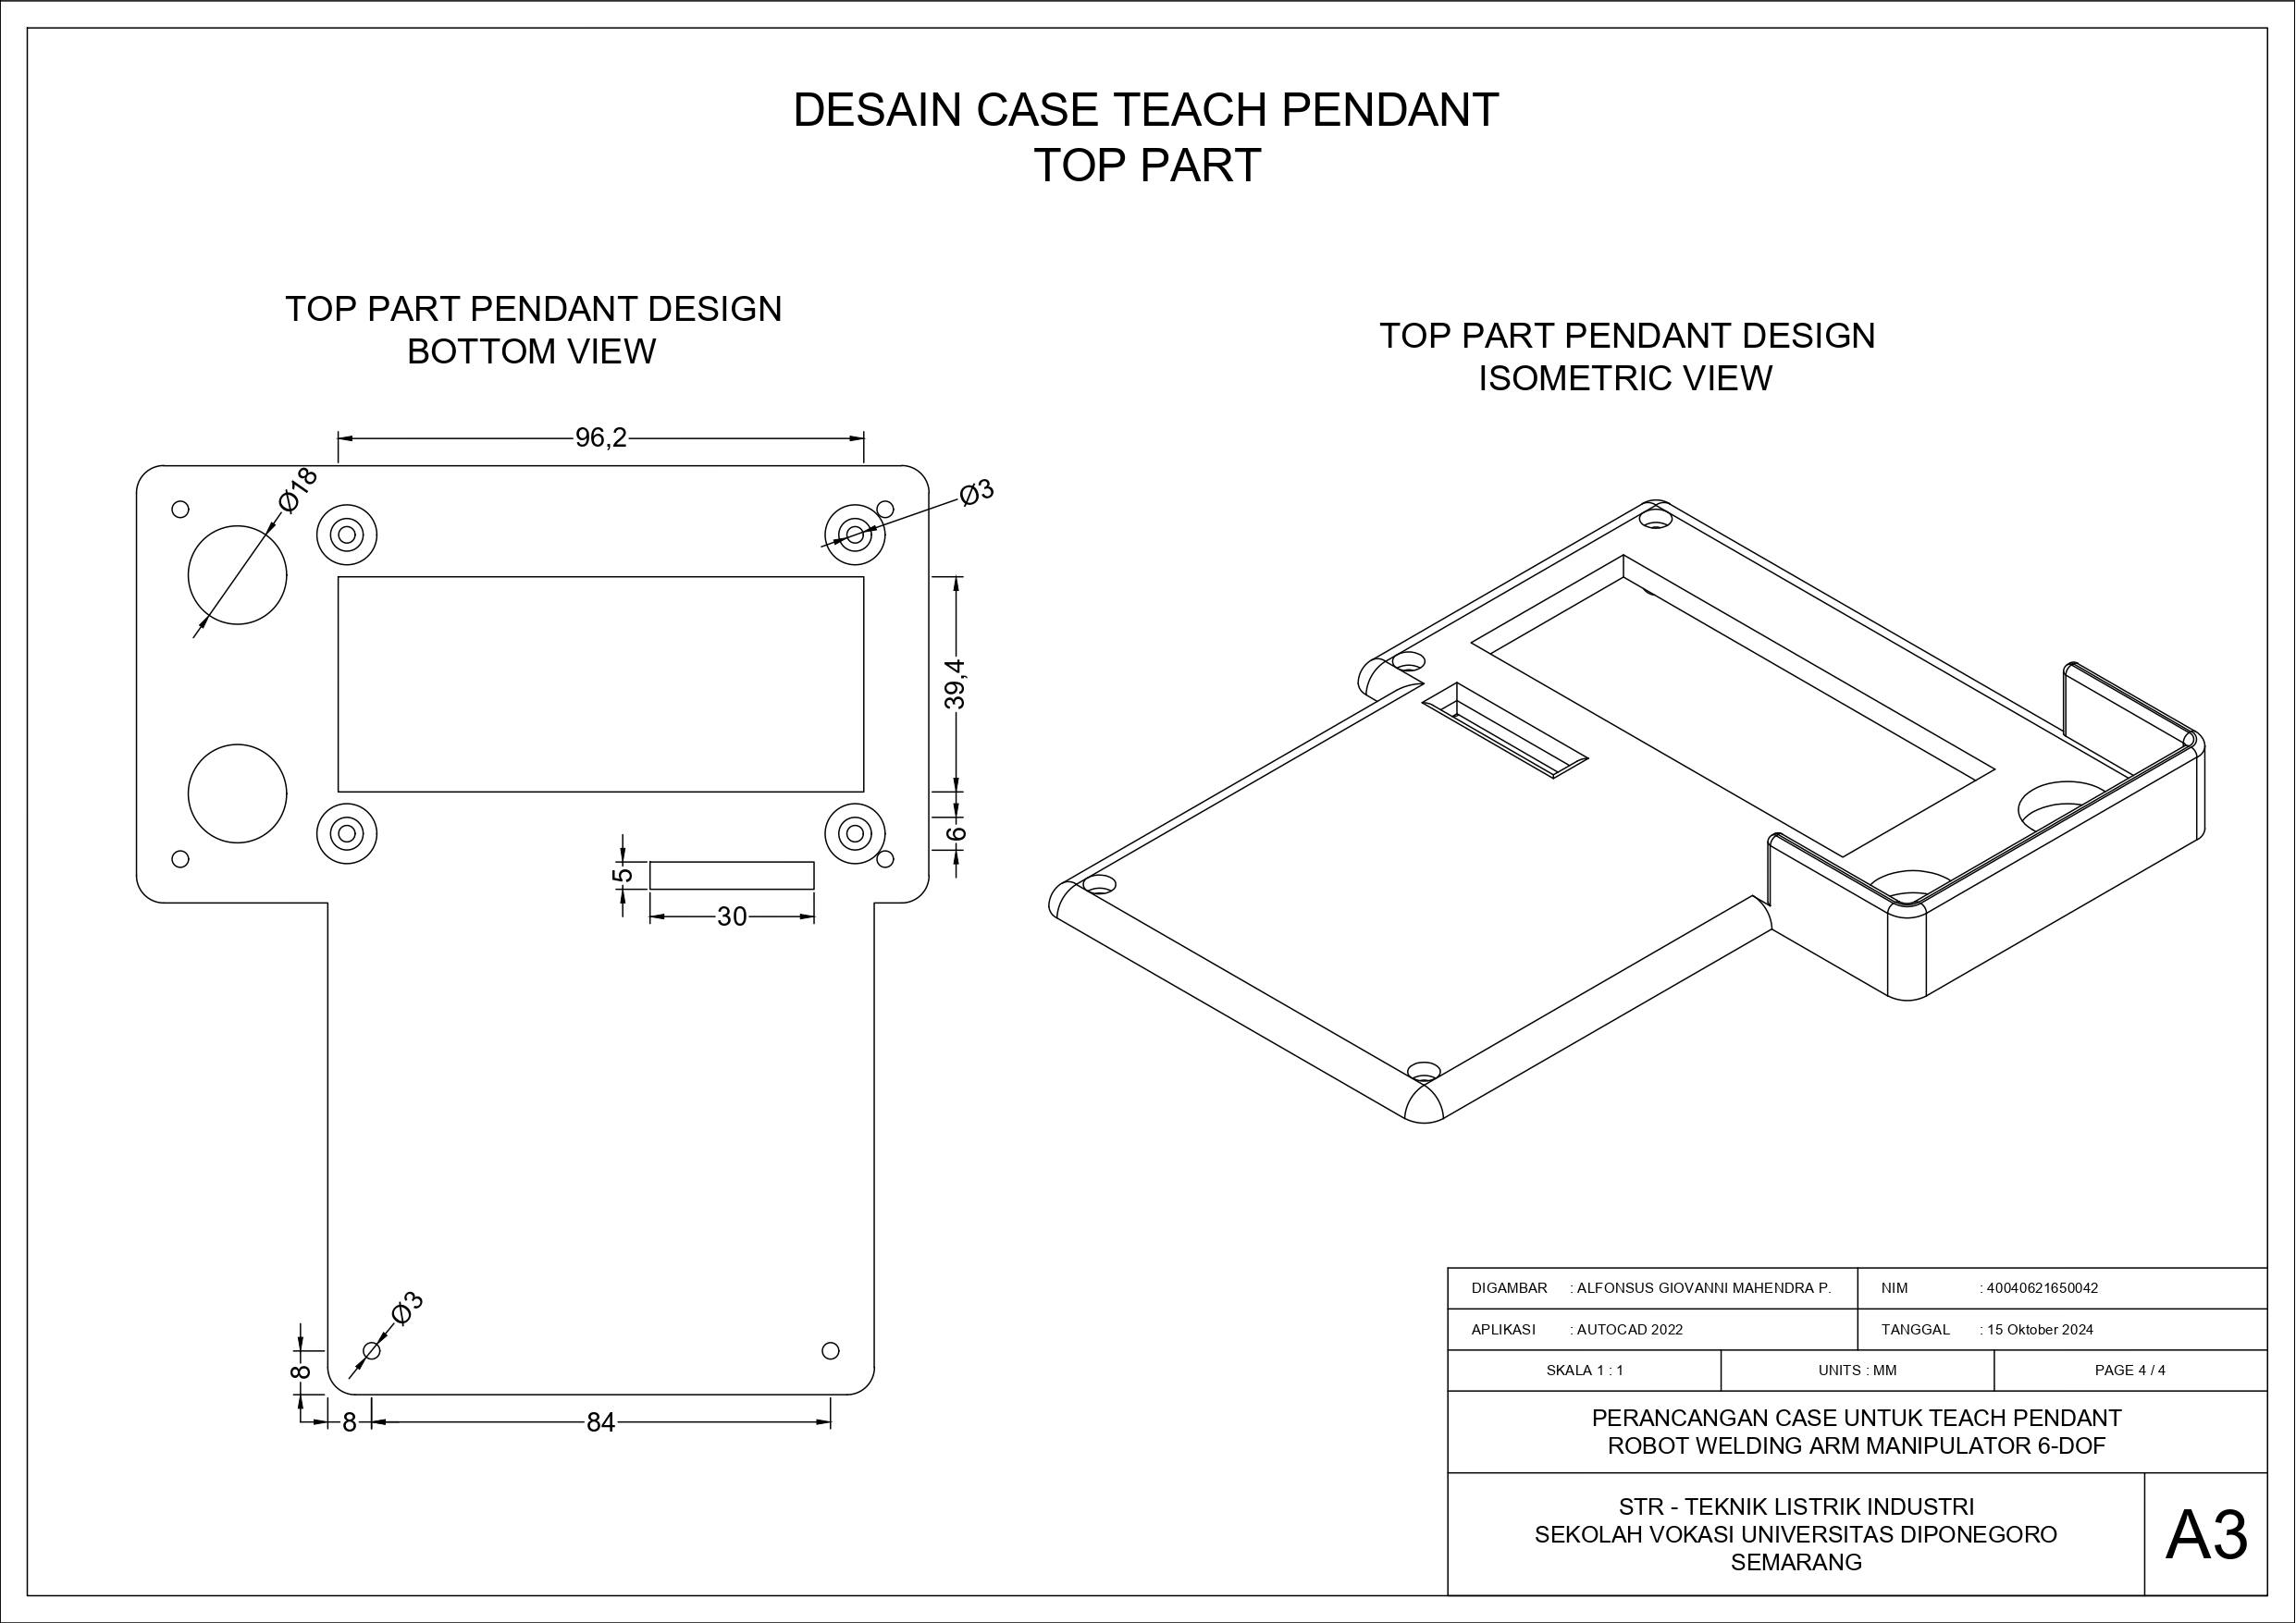 DESAIN CASE TEACH PENDANT
TOP PART
TOP PART PENDANT DESIGN
BOTTOM VIEW
TOP PART PENDANT DESIGN
ISOMETRIC VIEW
96,2
Ø18
Ø3
39,4
6
5
30
Ø3
8
8
84
DIGAMBAR : ALFONSUS GIOVANNI MAHENDRA P. NIM : 40040621650042
APLIKASI : AUTOCAD 2022 TANGGAL : 15 Oktober 2024
SKALA 1 : 1 UNITS : MM PAGE 4 / 4
PERANCANGAN CASE UNTUK TEACH PENDANT
ROBOT WELDING ARM MANIPULATOR 6-DOF
STR - TEKNIK LISTRIK INDUSTRI
SEKOLAH VOKASI UNIVERSITAS DIPONEGORO
SEMARANG
A3